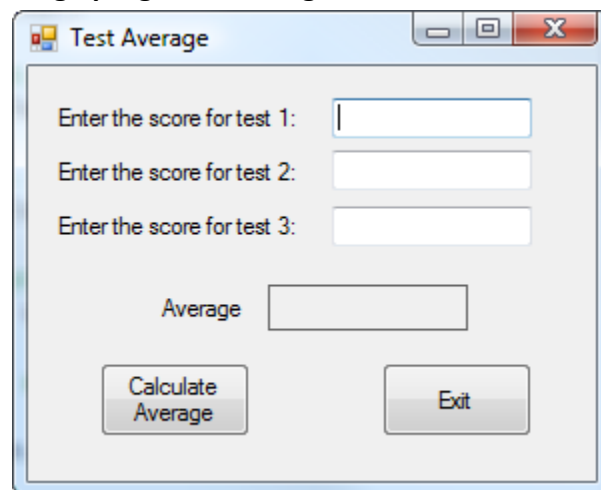 Test Average
Enter the score for test 1:
Enter the score for test 2:
Enter the score for test 3:
Average
Calculate
Average
Exit